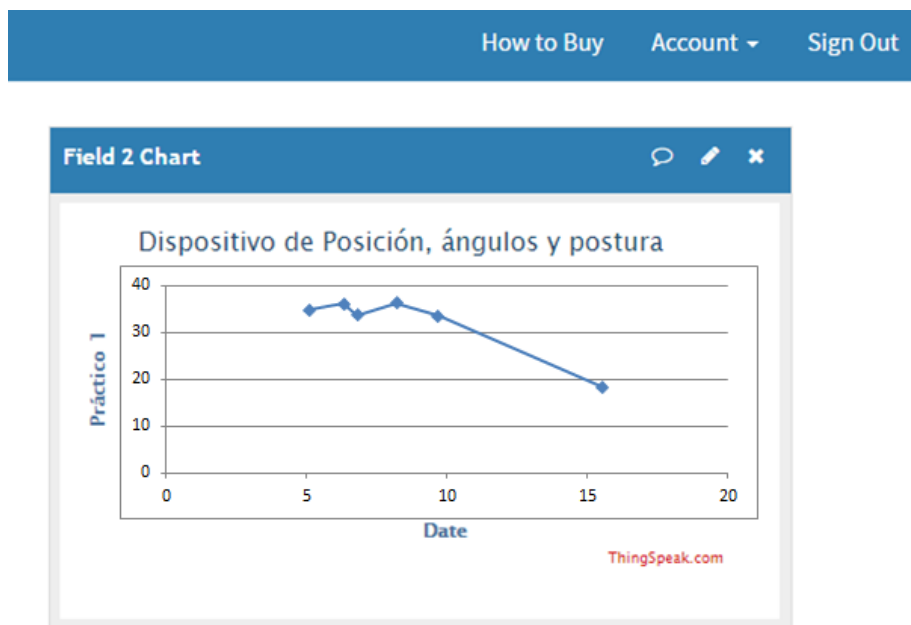 How to Buy Account Sign Out
Field 2 Chart
Dispositivo de Posición, ángulos y postura
40
30
20
10
0
Práctico 1
0 5 10 15 20
Date
ThingSpeak.com